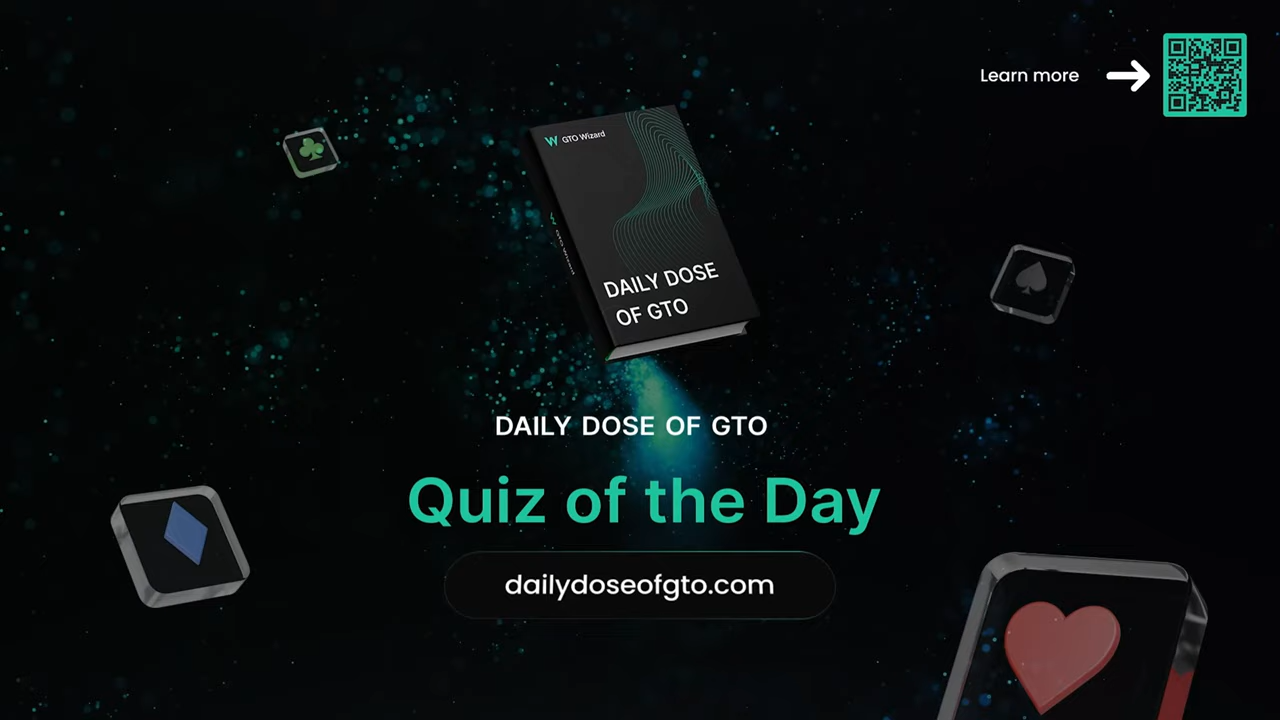 Learn more
GTO Wizard
DAILY DOSE
OF GTO
DAILY DOSE OF GTO
Quiz of the Day
dailydoseofgto.com